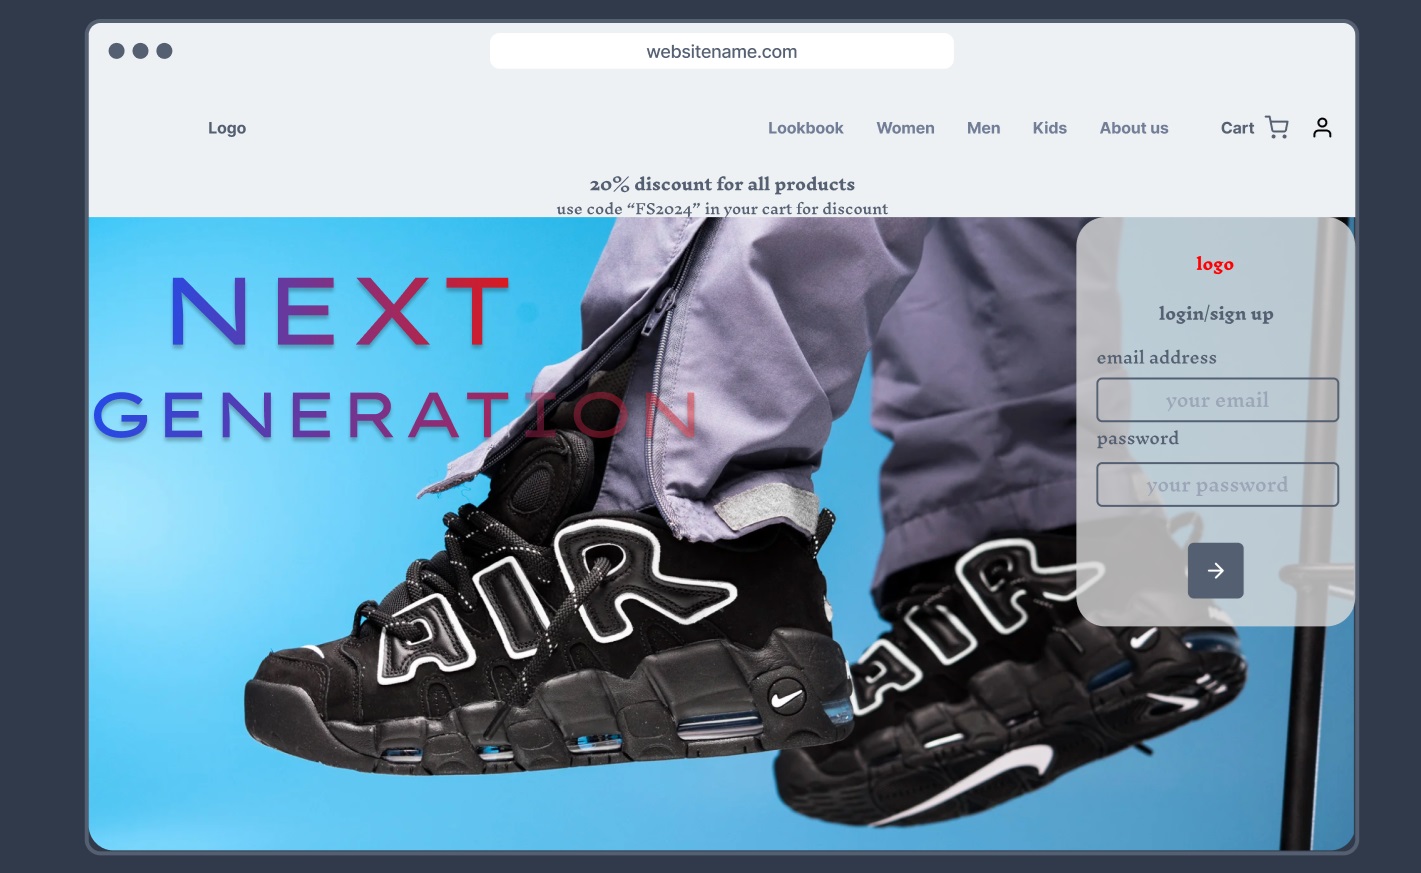 websitename.com
Logo
Lookbook Women Men Kids About us Cart
20% discount for all products
use code “FS2024” in your cart for discount
NEXT
GENERATION
logo
login/sign up
email address
your email
password
your password
AIR
AIR